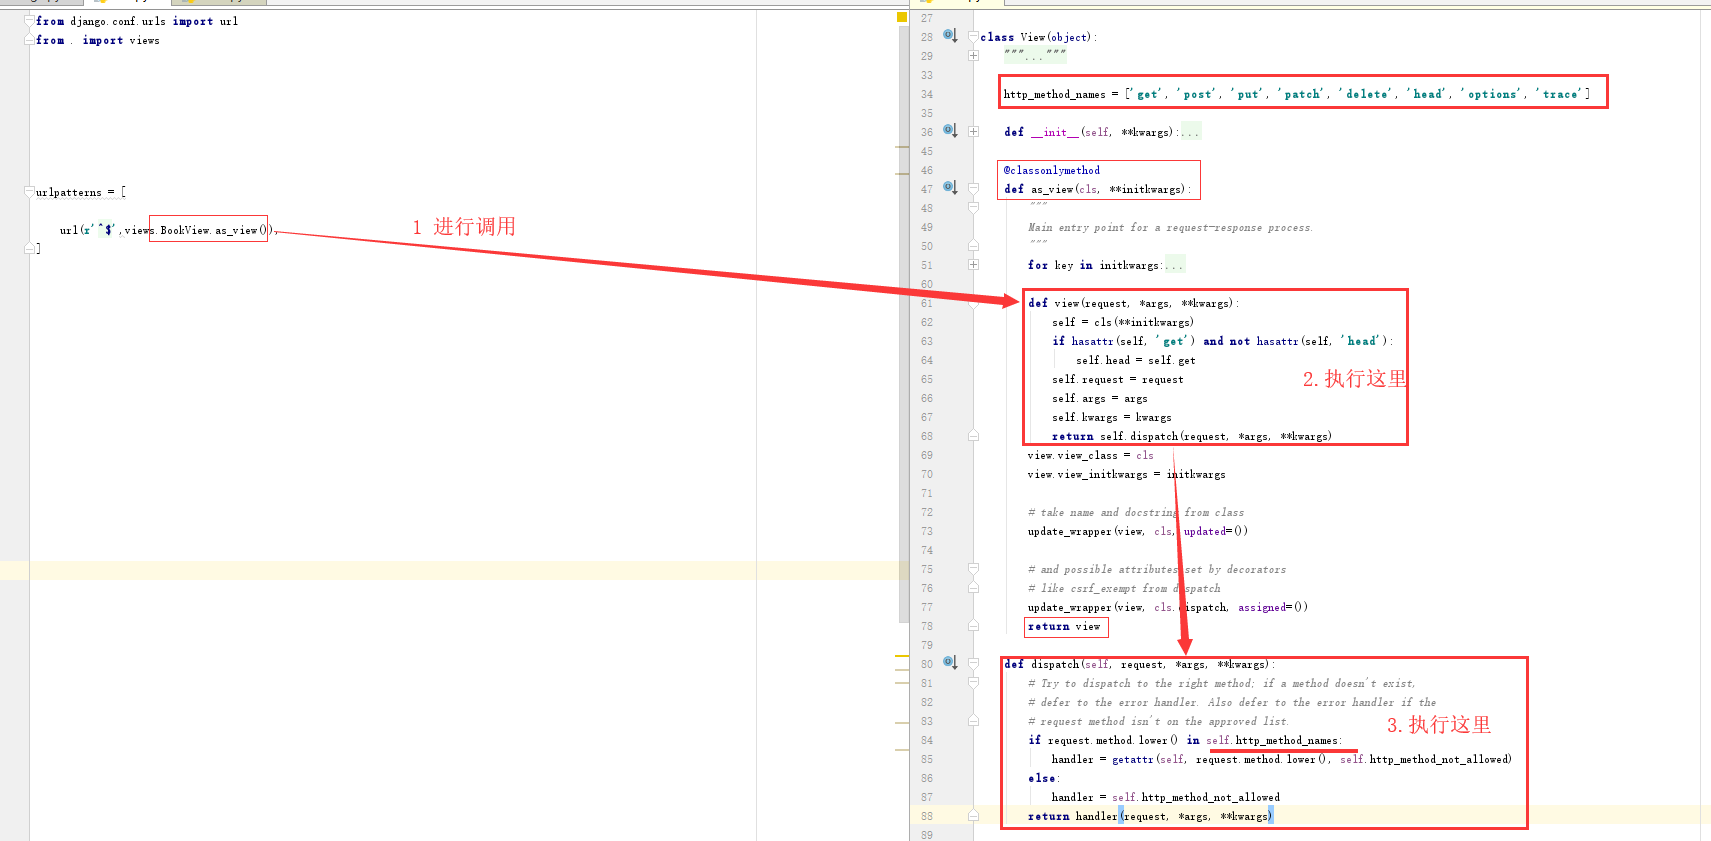 from django.conf.urls import url
from . import views
urlpatterns = [
url(r'^$',views.BookView.as_view()),
]
1 进行调用
27
28 class View(object):
29 """..."""
33
34 http_method_names = ['get', 'post', 'put', 'patch', 'delete', 'head', 'options', 'trace']
35
36 def __init__(self, **kwargs):...
45
46 @classonlymethod
47 def as_view(cls, **initkwargs):
48 """
49 Main entry point for a request-response process.
50 """
51 for key in initkwargs:...
60
61 def view(request, *args, **kwargs):
62 self = cls(**initkwargs)
63 if hasattr(self, 'get') and not hasattr(self, 'head'):
64 self.head = self.get
65 self.request = request
2.执行这里
66 self.args = args
67 self.kwargs = kwargs
68 return self.dispatch(request, *args, **kwargs)
69 view.view_class = cls
70 view.view_initkwargs = initkwargs
71
72 # take name and docstring from class
73 update_wrapper(view, cls, updated=())
74
75 # and possible attributes set by decorators
76 # like csrf_exempt from dispatch
77 update_wrapper(view, cls.dispatch, assigned=())
78 return view
79
80 def dispatch(self, request, *args, **kwargs):
81 # Try to dispatch to the right method; if a method doesn't exist,
82 # defer to the error handler. Also defer to the error handler if the
83 # request method isn't on the approved list.
3.执行这里
84 if request.method.lower() in self.http_method_names:
85 handler = getattr(self, request.method.lower(), self.http_method_not_allowed)
86 else:
87 handler = self.http_method_not_allowed
88 return handler(request, *args, **kwargs)
89